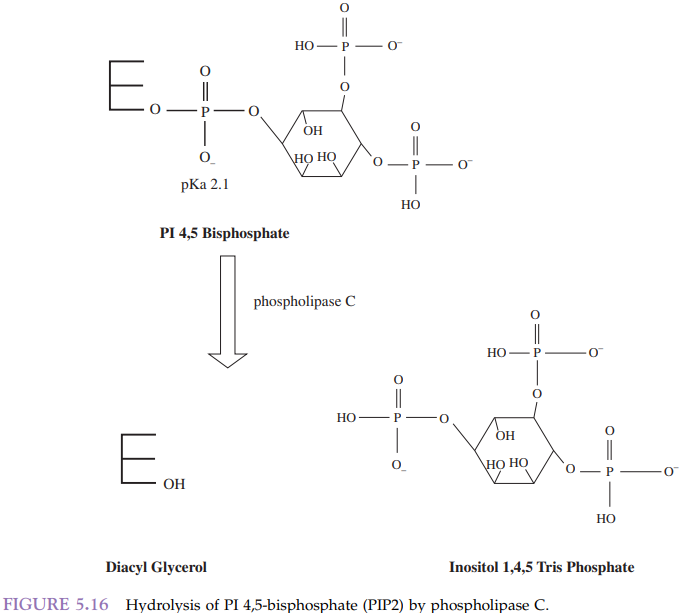 O
HO P O⁻
O
O
O P O
OH
O
O_
HO HO
O P O⁻
pKa 2.1
HO
PI 4,5 Bisphosphate
phospholipase C
O
HO P O⁻
O
O
HO P O
OH
O
O_
HO HO
O P O⁻
OH
HO
Diacyl Glycerol
Inositol 1,4,5 Tris Phosphate
FIGURE 5.16 Hydrolysis of PI 4,5-bisphosphate (PIP2) by phospholipase C.